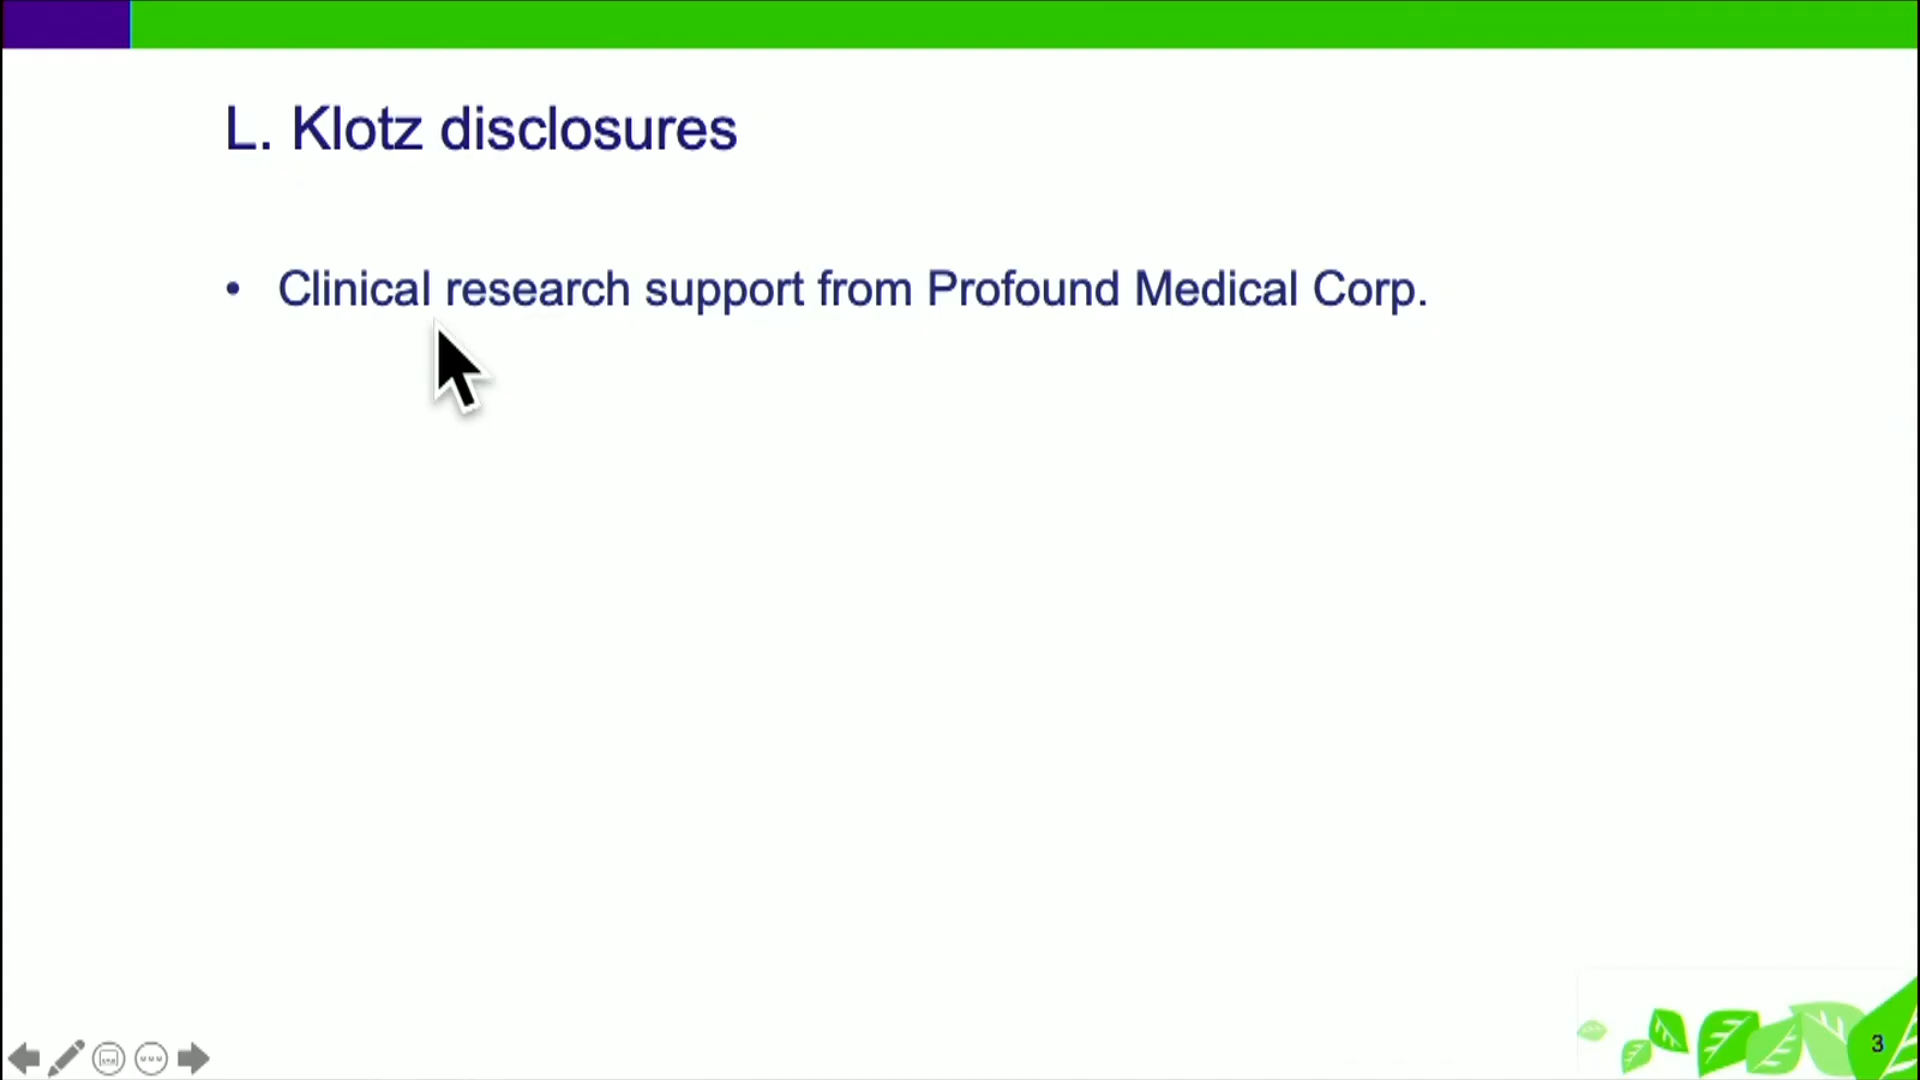 L. Klotz disclosures
• Clinical research support from Profound Medical Corp.
3